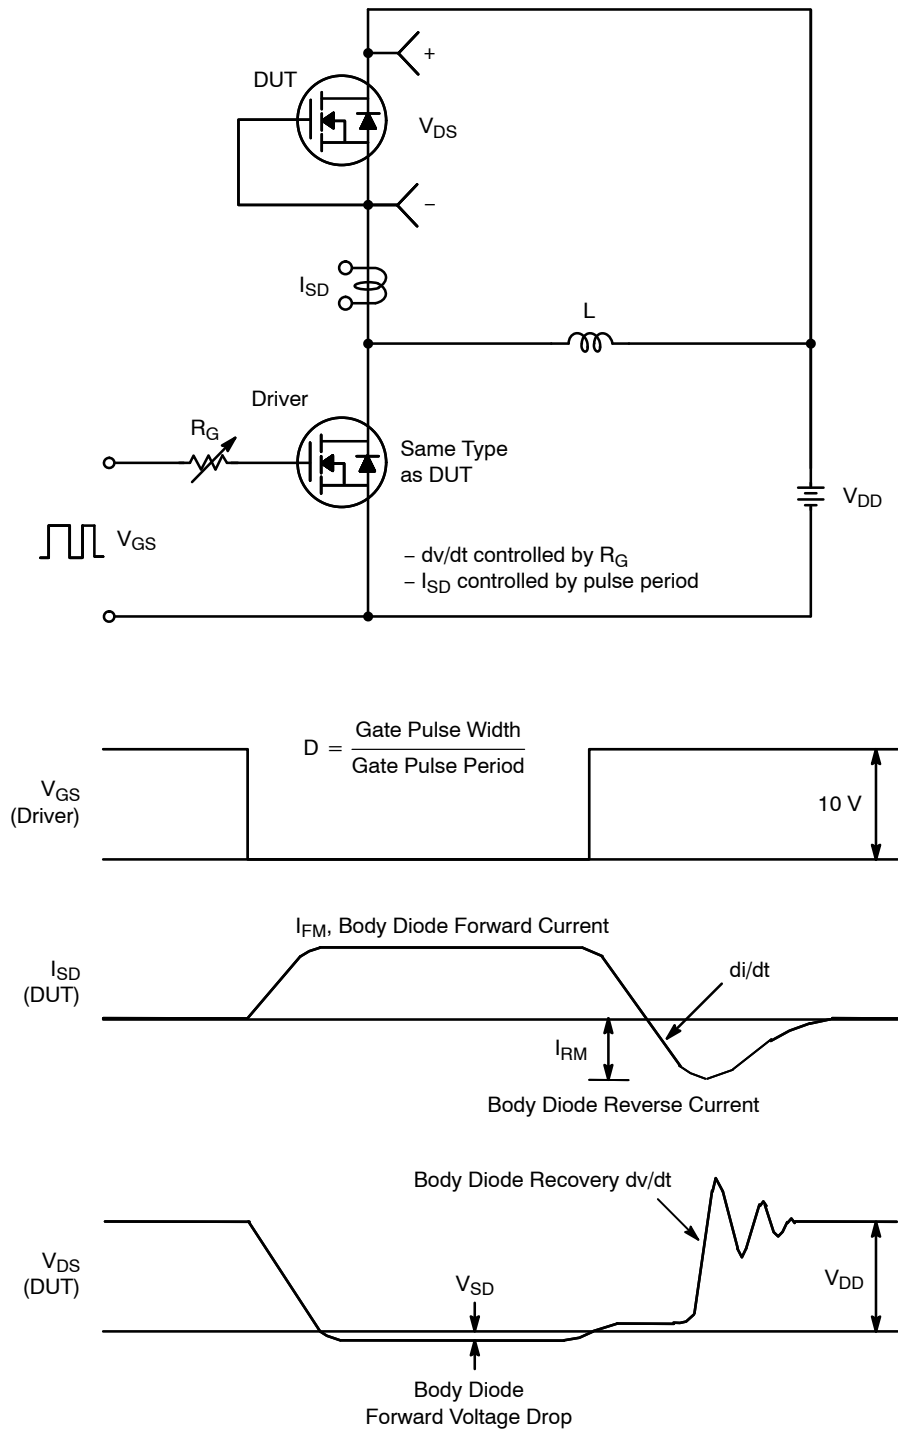 +
DUT
V_DS
−
I_SD
L
Driver
R_G
Same Type
as DUT
V_DD
V_GS
− dv/dt controlled by R_G
− I_SD controlled by pulse period
D = Gate Pulse Width
Gate Pulse Period
V_GS
(Driver)
10 V
I_FM, Body Diode Forward Current
I_SD
(DUT)
di/dt
I_RM
Body Diode Reverse Current
Body Diode Recovery dv/dt
V_DS
(DUT)
V_SD
V_DD
Body Diode
Forward Voltage Drop